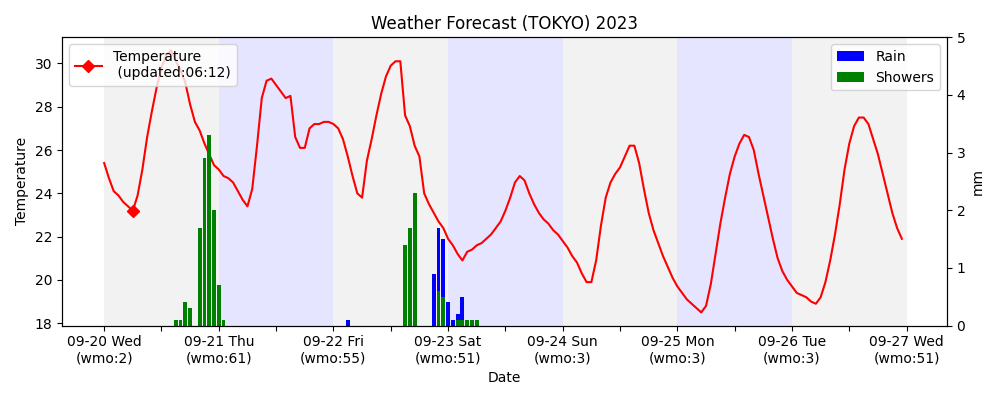 Weather Forecast (TOKYO) 2023
Temperature
(updated:06:12)
Rain
Showers
Temperature
30
28
26
24
22
20
18
5
4
3
2
1
0
mm
09-20 Wed
(wmo:2)
09-21 Thu
(wmo:61)
09-22 Fri
(wmo:55)
09-23 Sat
(wmo:51)
09-24 Sun
(wmo:3)
09-25 Mon
(wmo:3)
09-26 Tue
(wmo:3)
09-27 Wed
(wmo:51)
Date